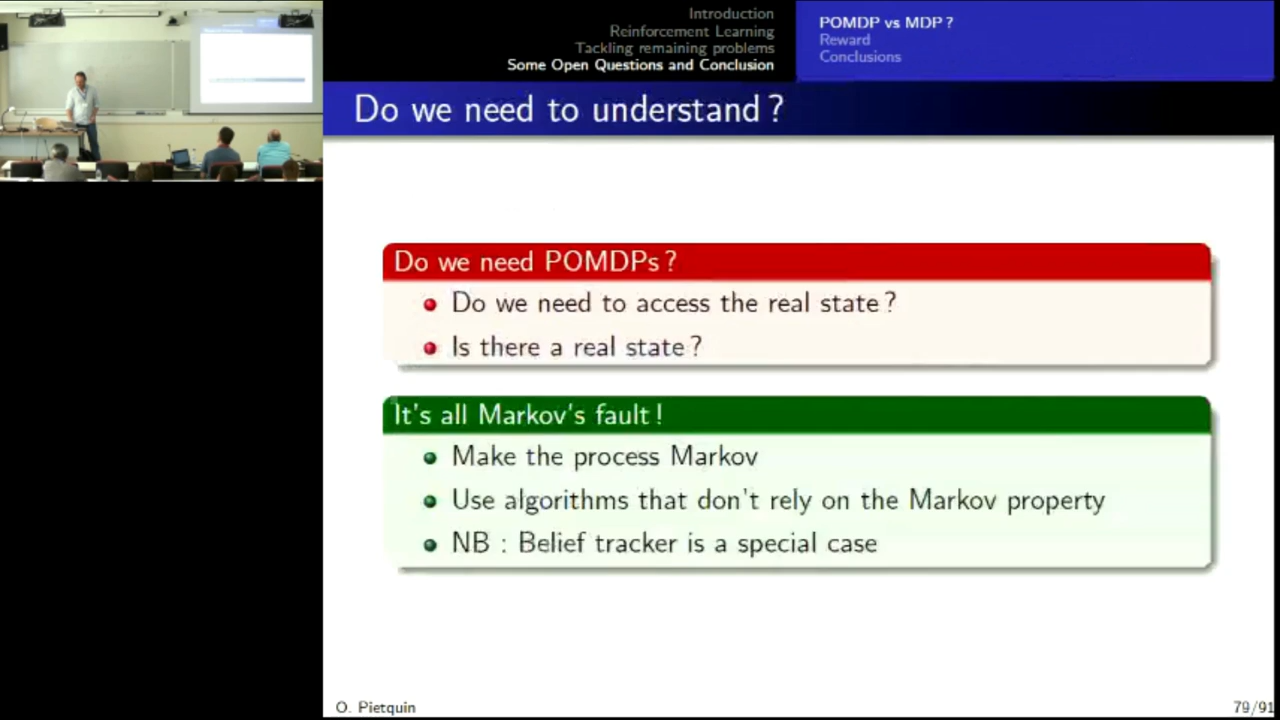 Introduction
Reinforcement Learning
Tackling remaining problems
Some Open Questions and Conclusion
POMDP vs MDP ?
Reward
Conclusions
Do we need to understand ?
Do we need POMDPs ?
Do we need to access the real state ?
Is there a real state ?
It's all Markov's fault !
Make the process Markov
Use algorithms that don't rely on the Markov property
NB : Belief tracker is a special case
O. Pietquin
79/91